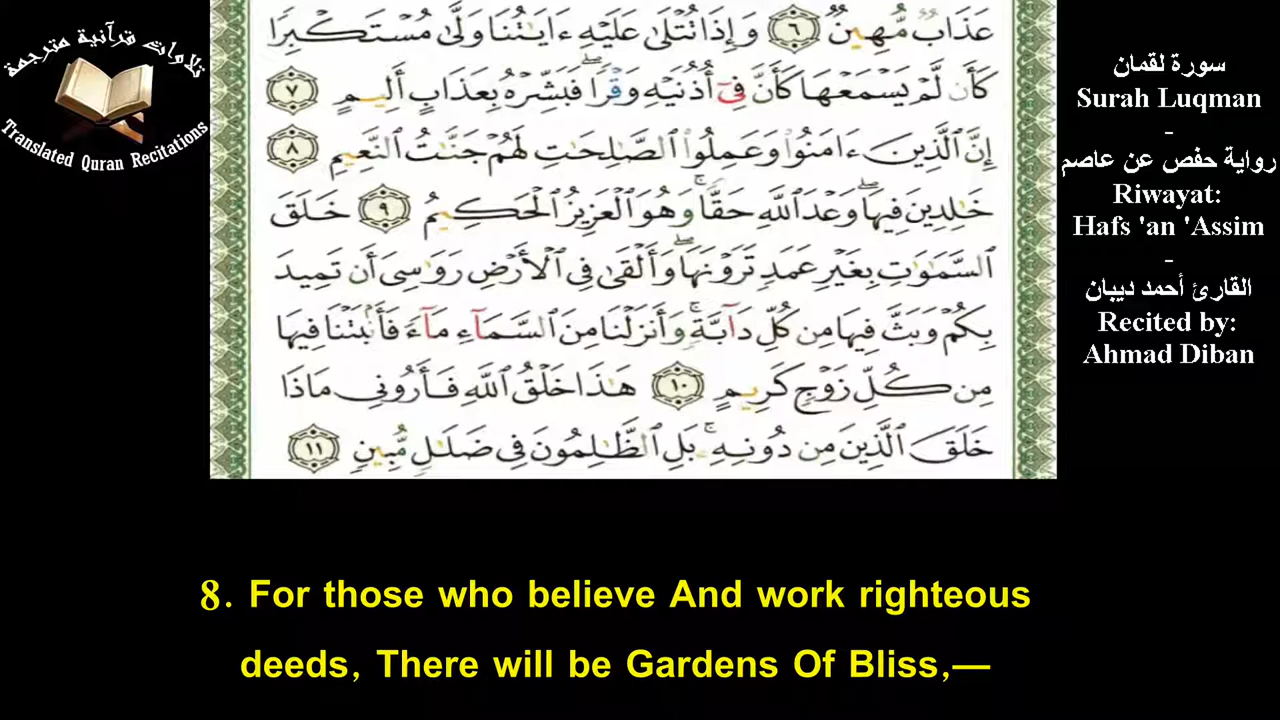 تلاوات قرآنية مترجمة
Translated Quran Recitations
عَذَابٌ مُّهِينٌ ٦ وَإِذَا تُتْلَىٰ عَلَيْهِ ءَايَٰتُنَا وَلَّىٰ مُسْتَكْبِرًا
كَأَن لَّمْ يَسْمَعْهَا كَأَنَّ فِىٓ أُذُنَيْهِ وَقْرًا ۖ فَبَشِّرْهُ بِعَذَابٍ أَلِيمٍ ٧
إِنَّ ٱلَّذِينَ ءَامَنُوا۟ وَعَمِلُوا۟ ٱلصَّٰلِحَٰتِ لَهُمْ جَنَّٰتُ ٱلنَّعِيمِ ٨
خَٰلِدِينَ فِيهَا ۖ وَعْدَ ٱللَّهِ حَقًّا ۚ وَهُوَ ٱلْعَزِيزُ ٱلْحَكِيمُ ٩ خَلَقَ
ٱلسَّمَٰوَٰتِ بِغَيْرِ عَمَدٍ تَرَوْنَهَا ۖ وَأَلْقَىٰ فِى ٱلْأَرْضِ رَوَٰسِىَ أَن تَمِيدَ
بِكُمْ وَبَثَّ فِيهَا مِن كُلِّ دَآبَّةٍ ۚ وَأَنزَلْنَا مِنَ ٱلسَّمَآءِ مَآءً فَأَنۢبَتْنَا فِيهَا
مِن كُلِّ زَوْجٍ كَرِيمٍ ١٠ هَٰذَا خَلْقُ ٱللَّهِ فَأَرُونِى مَاذَا
خَلَقَ ٱلَّذِينَ مِن دُونِهِۦ ۚ بَلِ ٱلظَّٰلِمُونَ فِى ضَلَٰلٍ مُّبِينٍ ١١
سورة لقمان
Surah Luqman
-
رواية حفص عن عاصم
Riwayat:
Hafs 'an 'Assim
-
القارئ أحمد ديبان
Recited by:
Ahmad Diban
8. For those who believe And work righteous
deeds, There will be Gardens Of Bliss,—